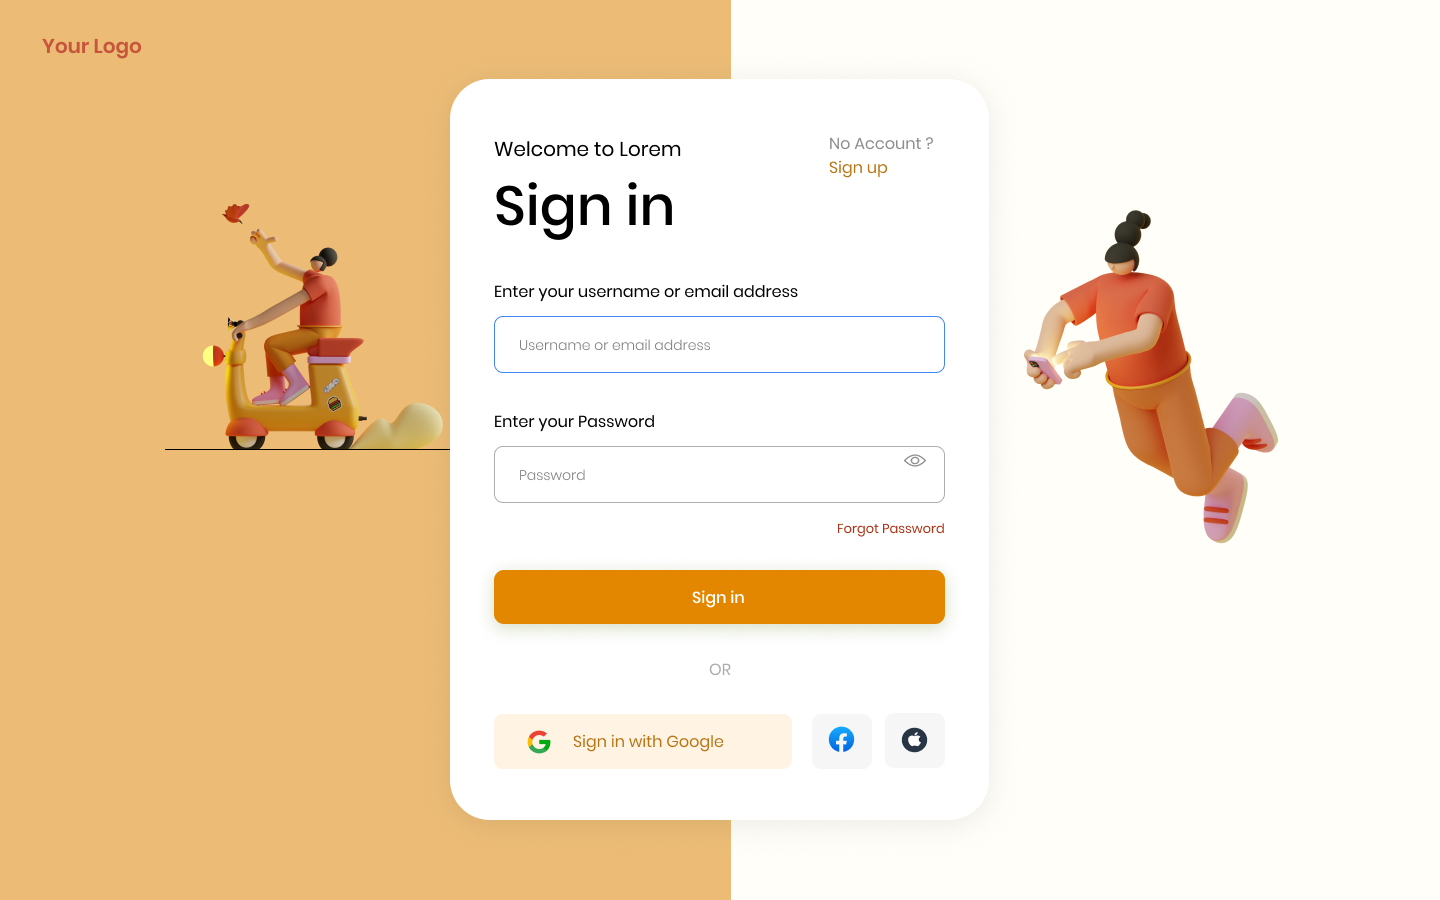 Your Logo
Welcome to Lorem
No Account ?
Sign up
Sign in
Enter your username or email address
Username or email address
Enter your Password
Password
Forgot Password
Sign in
OR
Sign in with Google